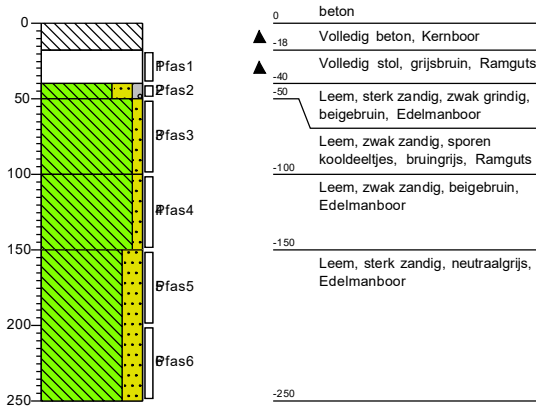 0
50
100
150
200
250
Pfas1
Pfas2
Pfas3
Pfas4
Pfas5
Pfas6
0
beton
-18
Volledig beton, Kernboor
-40
Volledig stol, grijsbruin, Ramguts
-50
Leem, sterk zandig, zwak grindig,
beigebruin, Edelmanboor
-100
Leem, zwak zandig, sporen
kooldeeltjes, bruingrijs, Ramguts
Leem, zwak zandig, beigebruin,
Edelmanboor
-150
Leem, sterk zandig, neutraalgrijs,
Edelmanboor
-250